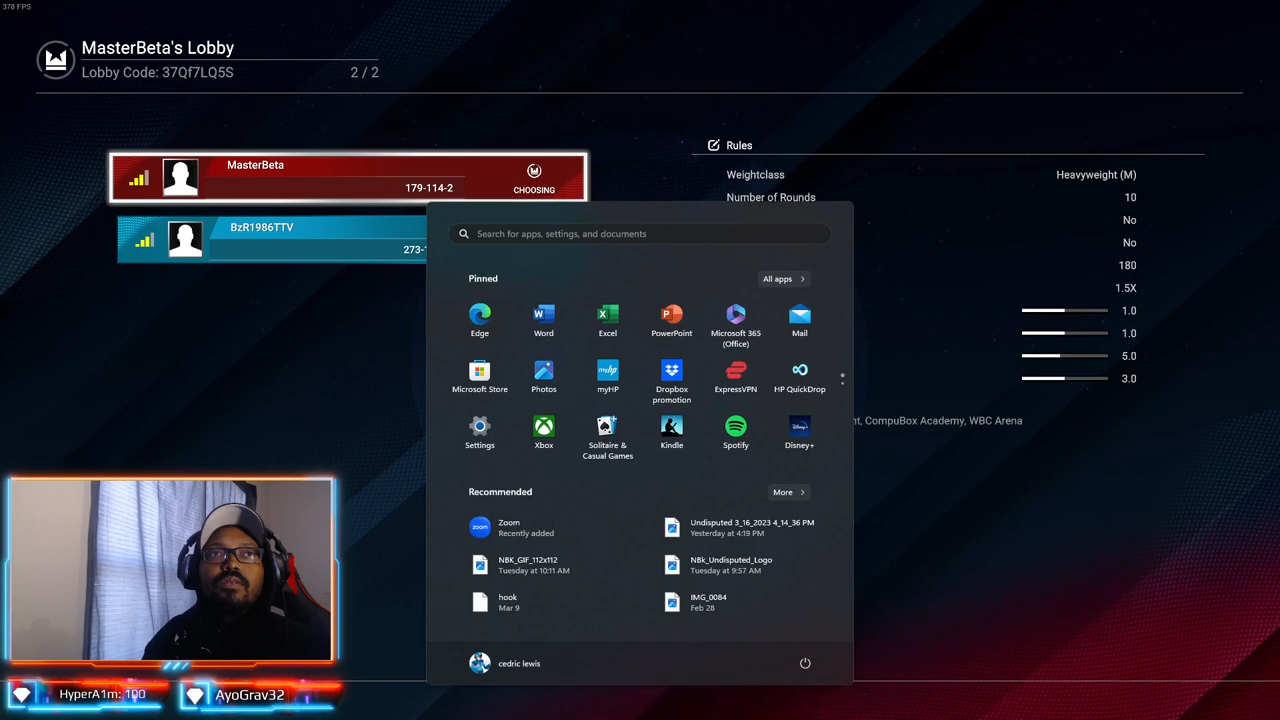 378 FPS
MasterBeta's Lobby
Lobby Code: 37Qf7LQ5S 2 / 2
MasterBeta
179-114-2
CHOOSING
BzR1986TTV
273-
Rules
Weightclass Heavyweight (M)
Number of Rounds 10
No
No
180
1.5X
1.0
1.0
5.0
3.0
nt, CompuBox Academy, WBC Arena
Search for apps, settings, and documents
Pinned
All apps
Edge
Word
Excel
PowerPoint
Microsoft 365
(Office)
Mail
Microsoft Store
Photos
myhp
myHP
Dropbox
promotion
ExpressVPN
HP QuickDrop
Settings
Xbox
Solitaire &
Casual Games
Kindle
Spotify
Disney+
Disney+
Recommended
More
zoom
Zoom
Recently added
Undisputed 3_16_2023 4_14_36 PM
Yesterday at 4:19 PM
NBK_GIF_112x112
Tuesday at 10:11 AM
NBk_Undisputed_Logo
Tuesday at 9:57 AM
hook
Mar 9
IMG_0084
Feb 28
cedric lewis
HyperA1m: 100
AyoGrav32